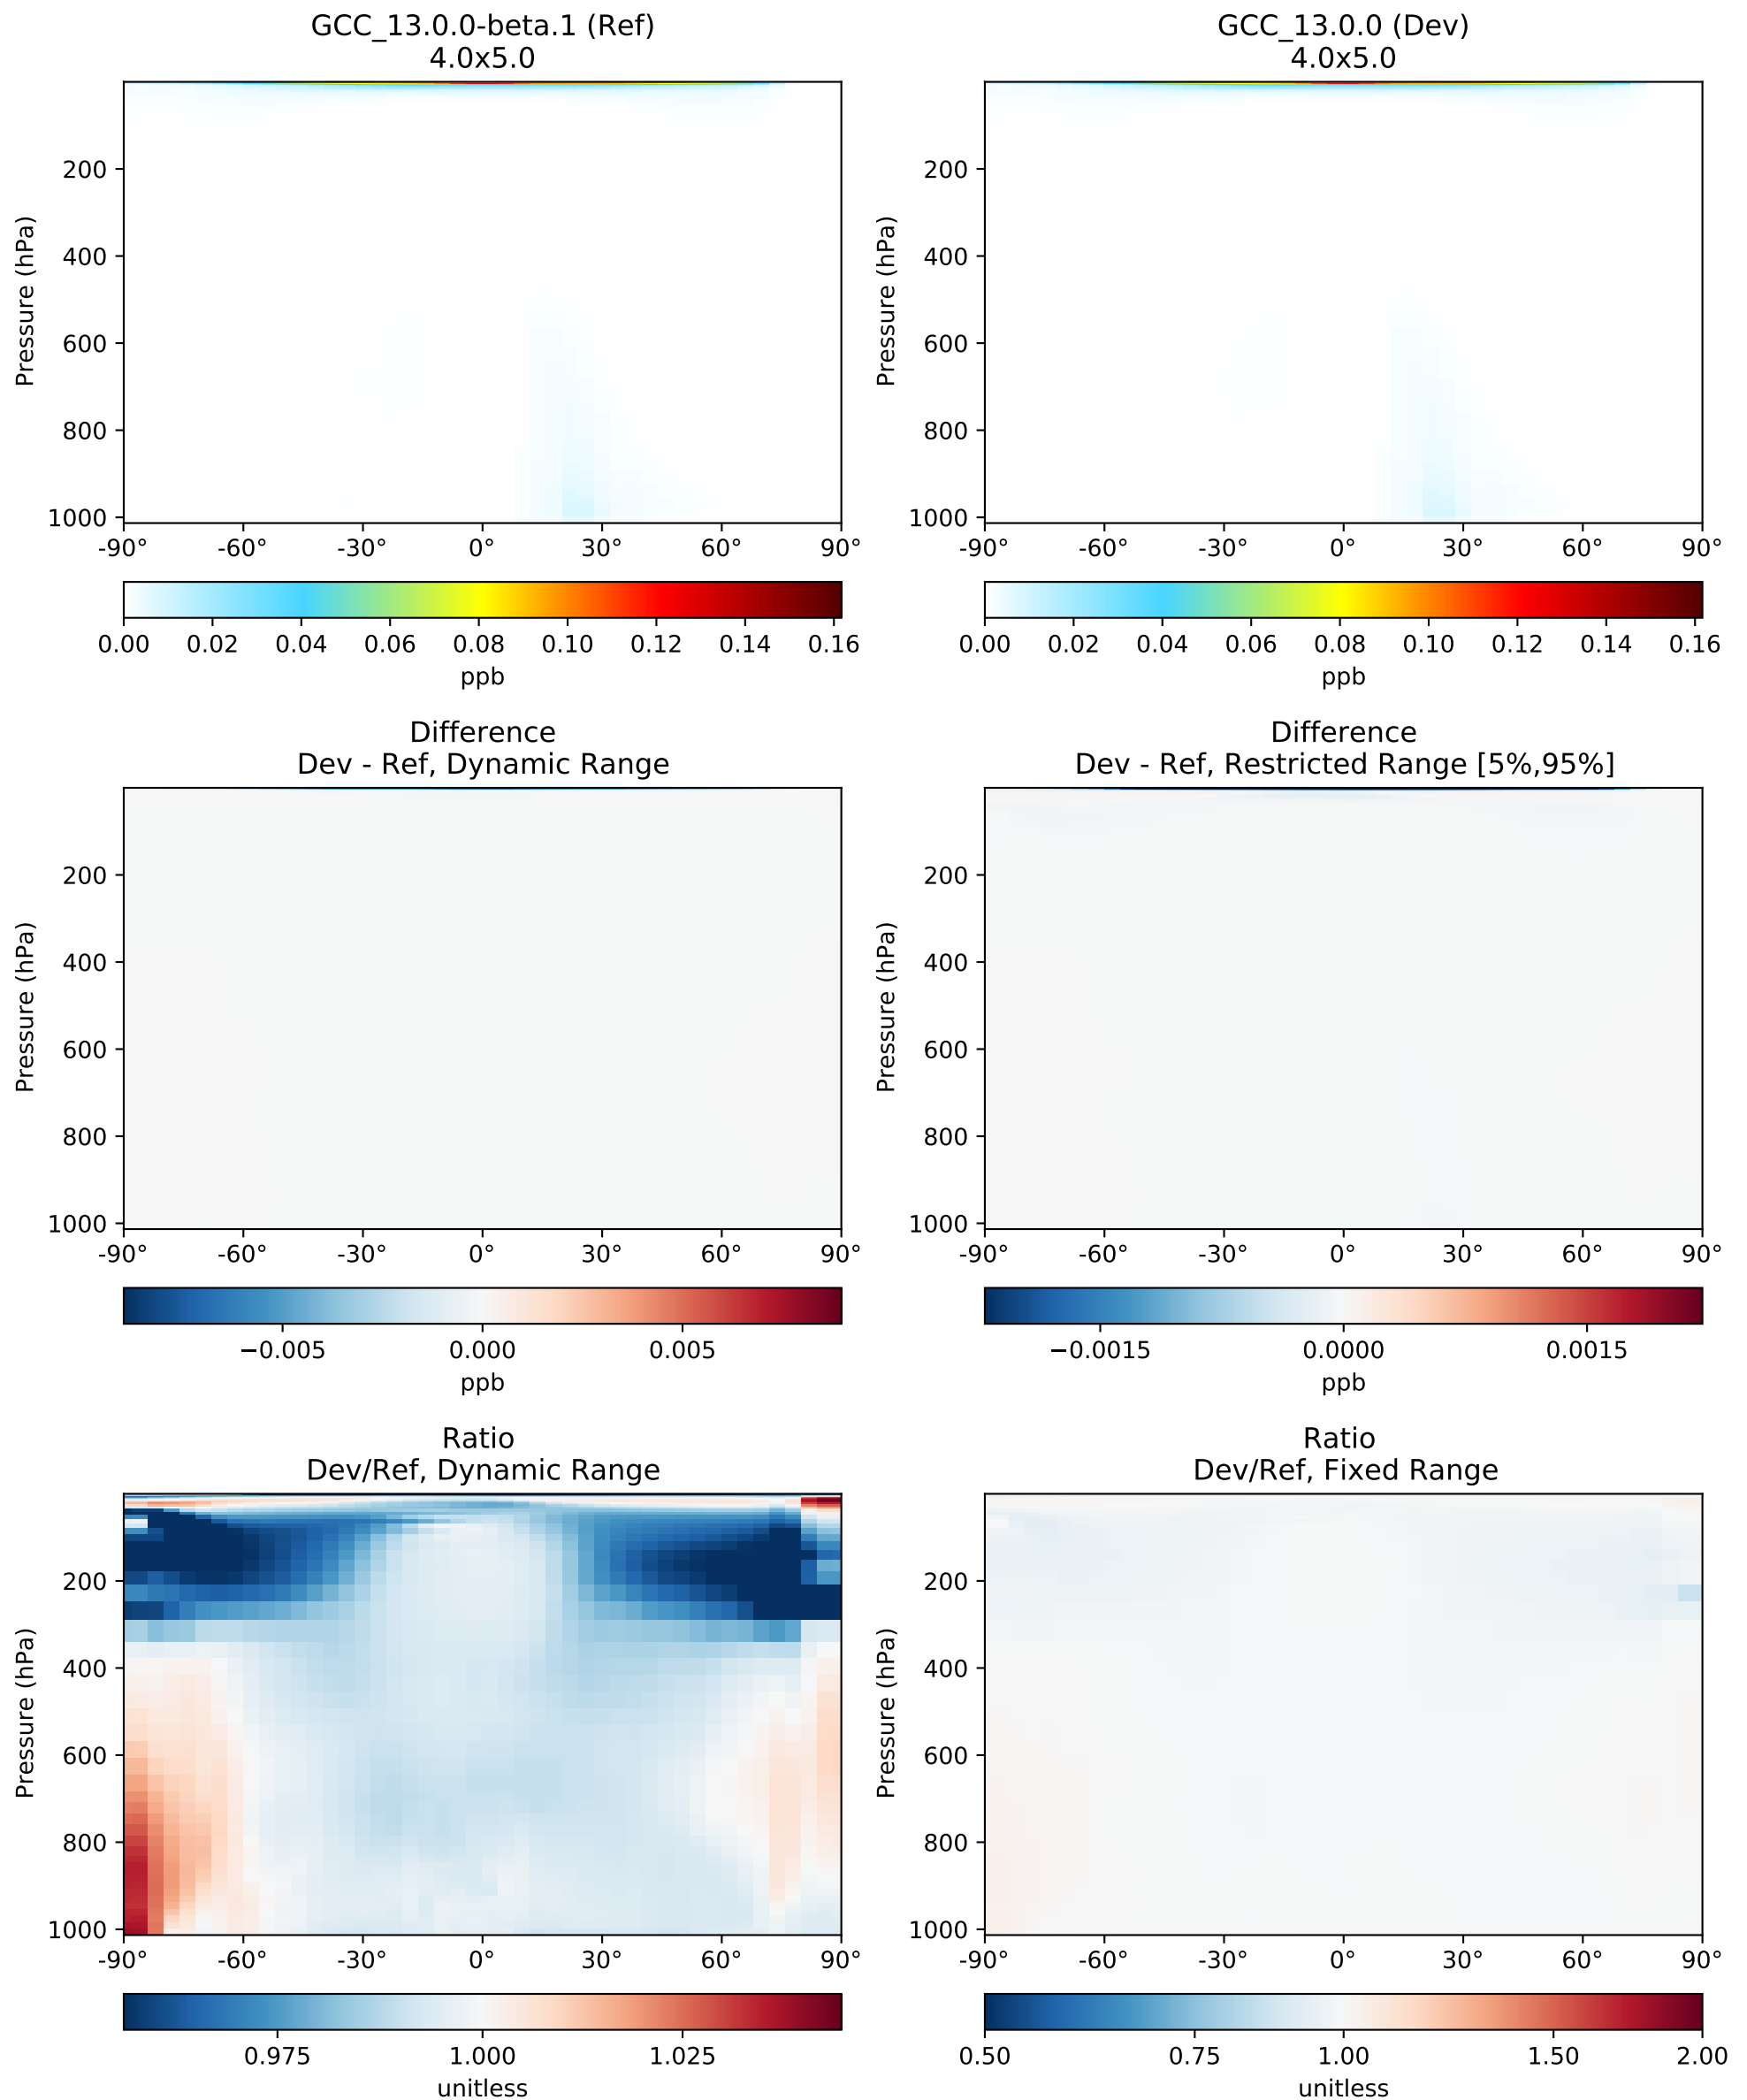 GCC_13.0.0-beta.1 (Ref)
4.0x5.0
GCC_13.0.0 (Dev)
4.0x5.0
Pressure (hPa)
200
400
600
800
1000
-90° -60° -30° 0° 30° 60° 90°
0.00 0.02 0.04 0.06 0.08 0.10 0.12 0.14 0.16
ppb
Pressure (hPa)
200
400
600
800
1000
-90° -60° -30° 0° 30° 60° 90°
0.00 0.02 0.04 0.06 0.08 0.10 0.12 0.14 0.16
ppb
Difference
Dev - Ref, Dynamic Range
Pressure (hPa)
200
400
600
800
1000
-90° -60° -30° 0° 30° 60° 90°
−0.005 0.000 0.005
ppb
Difference
Dev - Ref, Restricted Range [5%,95%]
Pressure (hPa)
200
400
600
800
1000
-90° -60° -30° 0° 30° 60° 90°
−0.0015 0.0000 0.0015
ppb
Ratio
Dev/Ref, Dynamic Range
Pressure (hPa)
200
400
600
800
1000
-90° -60° -30° 0° 30° 60° 90°
0.975 1.000 1.025
unitless
Ratio
Dev/Ref, Fixed Range
Pressure (hPa)
200
400
600
800
1000
-90° -60° -30° 0° 30° 60° 90°
0.50 0.75 1.00 1.50 2.00
unitless